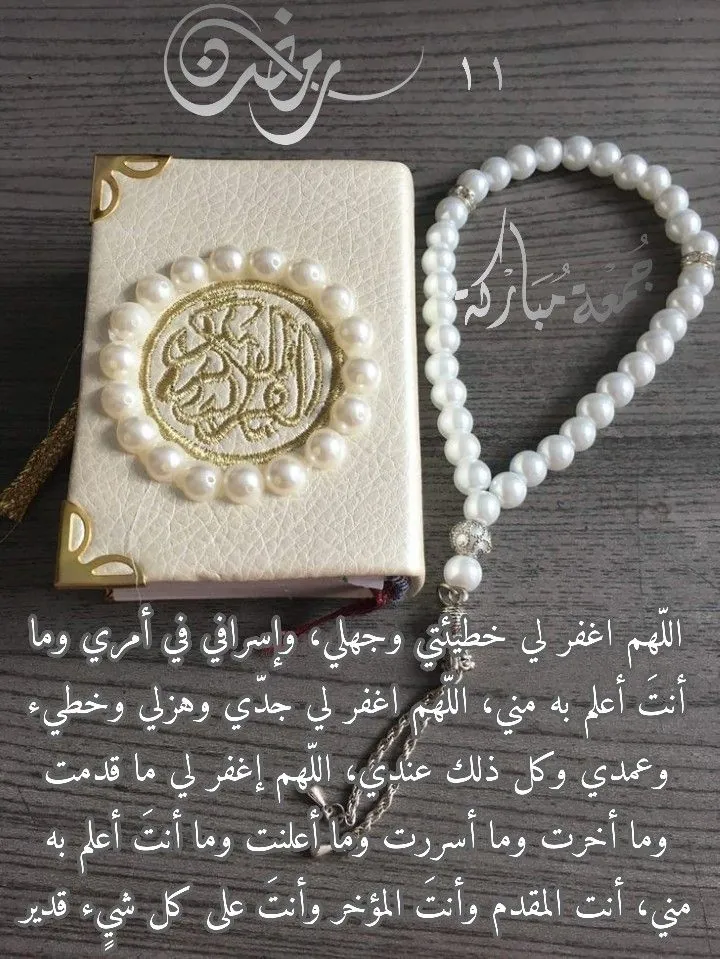 ١١ رمضان
جُمْعَة مُبَارَكة
القرآن الكريم
اللّهم اغفر لي خطيئتي وجهلي، وإسرافي في أمري وما
أنتَ أعلم به مني، اللّهم اغفر لي جدّي وهزلي وخطيء
وعمدي وكل ذلك عندي، اللّهم إغفر لي ما قدمت
وما أخرت وما أسررت وما أعلنت وما أنتَ أعلم به
مني، أنت المقدم وأنتَ المؤخر وأنتَ على كل شيءٍ قدير